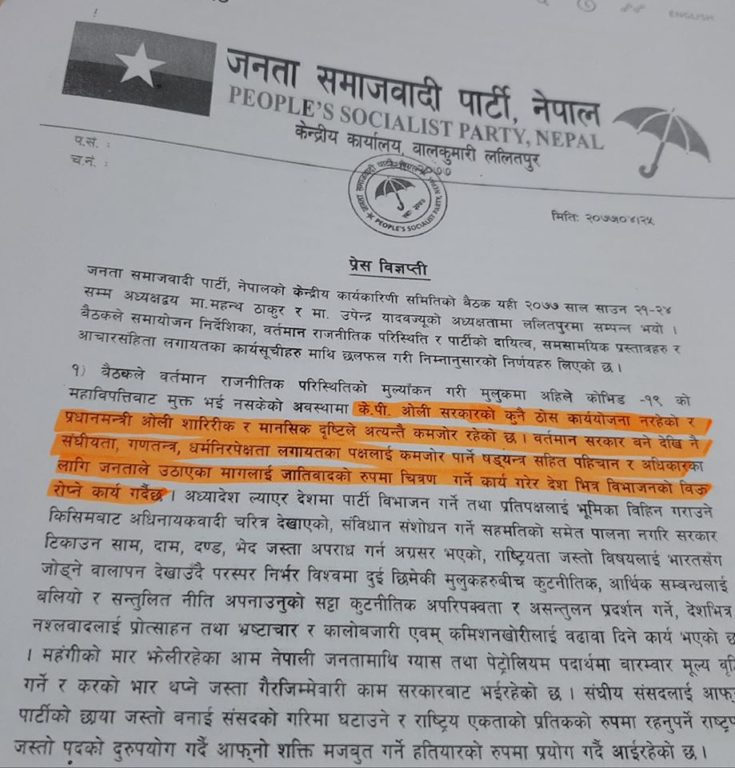 ENGLISH
जनता समाजवादी पार्टी, नेपाल
PEOPLE'S SOCIALIST PARTY, NEPAL
केन्द्रीय कार्यालय, वालकुमारी ललितपुर
प.सं. :
च.नं. :
PEOPLE'S SOCIALIST PARTY, NEPAL
मितिः २०७७०४।२५
प्रेस विज्ञप्ती
जनता समाजवादी पार्टी, नेपालको केन्द्रीय कार्यकारिणी समितिको बैठक यही २०७७ साल साउन २१-२४
सम्म अध्यक्षद्वय मा.महन्थ ठाकुर र मा. उपेन्द्र यादवज्यूको अध्यक्षतामा ललितपुरमा सम्पन्न भयो ।
बैठकले समायोजन निर्देशिका, वर्तमान राजनीतिक परिस्थिति र पार्टीको दायित्व, समसामयिक प्रस्तावहरु र
आचारसंहिता लगायतका कार्यसूचीहरु माथि छलफल गरी निम्नानुसारको निर्णयहरु लिएको छ ।
१) बैठकले वर्तमान राजनीतिक परिस्थितिको मुल्याँकन गरी मुलुकमा अहिले कोभिड -१९ को
महाविपत्तिबाट मुक्त भई नसकेको अवस्थामा के.पी. ओली सरकारको कुनै ठोस कार्ययोजना नरहेको र
प्रधानमन्त्री ओली शारिरीक र मानसिक दृष्टिले अत्यन्तै कमजोर रहेको छ । वर्तमान सरकार बने देखि नै
संघीयता, गणतन्त्र, धर्मनिरपेक्षता लगायतका पक्षलाई कमजोर पार्ने षड्यन्त्र सहित पहिचान र अधिकारका
लागि जनताले उठाएका मागलाई जातिवादको रुपमा चित्रण गर्ने कार्य गरेर देश भित्र विभाजनको विऊ
रोप्ने कार्य गर्दैछ । अध्यादेश ल्याएर देशमा पार्टी विभाजन गर्ने तथा प्रतिपक्षलाई भूमिका विहिन गराउने
किसिमबाट अधिनायकवादी चरित्र देखाएको, संविधान संशोधन गर्ने सहमतिको समेत पालना नगरि सरकार
टिकाउन साम, दाम, दण्ड, भेद जस्ता अपराध गर्न अग्रसर भएको, राष्ट्रियता जस्तो विषयलाई भारतसंग
जोड्ने वालापन देखाउँदै परस्पर निर्भर विश्वमा दुई छिमेकी मुलुकहरुबीच कुटनीतिक, आर्थिक सम्बन्धलाई
बलियो र सन्तुलित नीति अपनाउनुको सट्टा कुटनीतिक अपरिपक्वता र असन्तुलन प्रदर्शन गर्ने, देशभित्र
नश्लवादलाई प्रोत्साहन तथा भ्रष्टाचार र कालोबजारी एवम् कमिशनखोरीलाई वढावा दिने कार्य भएको छ
। महंगीको मार झेलीरहेका आम नेपाली जनतामाथि ग्यास तथा पेट्रोलियम पदार्थमा बारम्बार मूल्य
गर्ने र करको भार थप्ने जस्ता गैरजिम्मेवारी काम सरकारबाट भईरहेको छ । संघीय संसदलाई
पार्टीको छाया जस्तो बनाई संसदको गरिमा घटाउने र राष्ट्रिय एकताको प्रतिकको रुपमा रहनुपर्ने
जस्तो पदको दुरुपयोग गर्दै आफ्नो शक्ति मजबुत गर्ने हतियारको रुपमा प्रयोग गर्दै आईरहेको छ ।